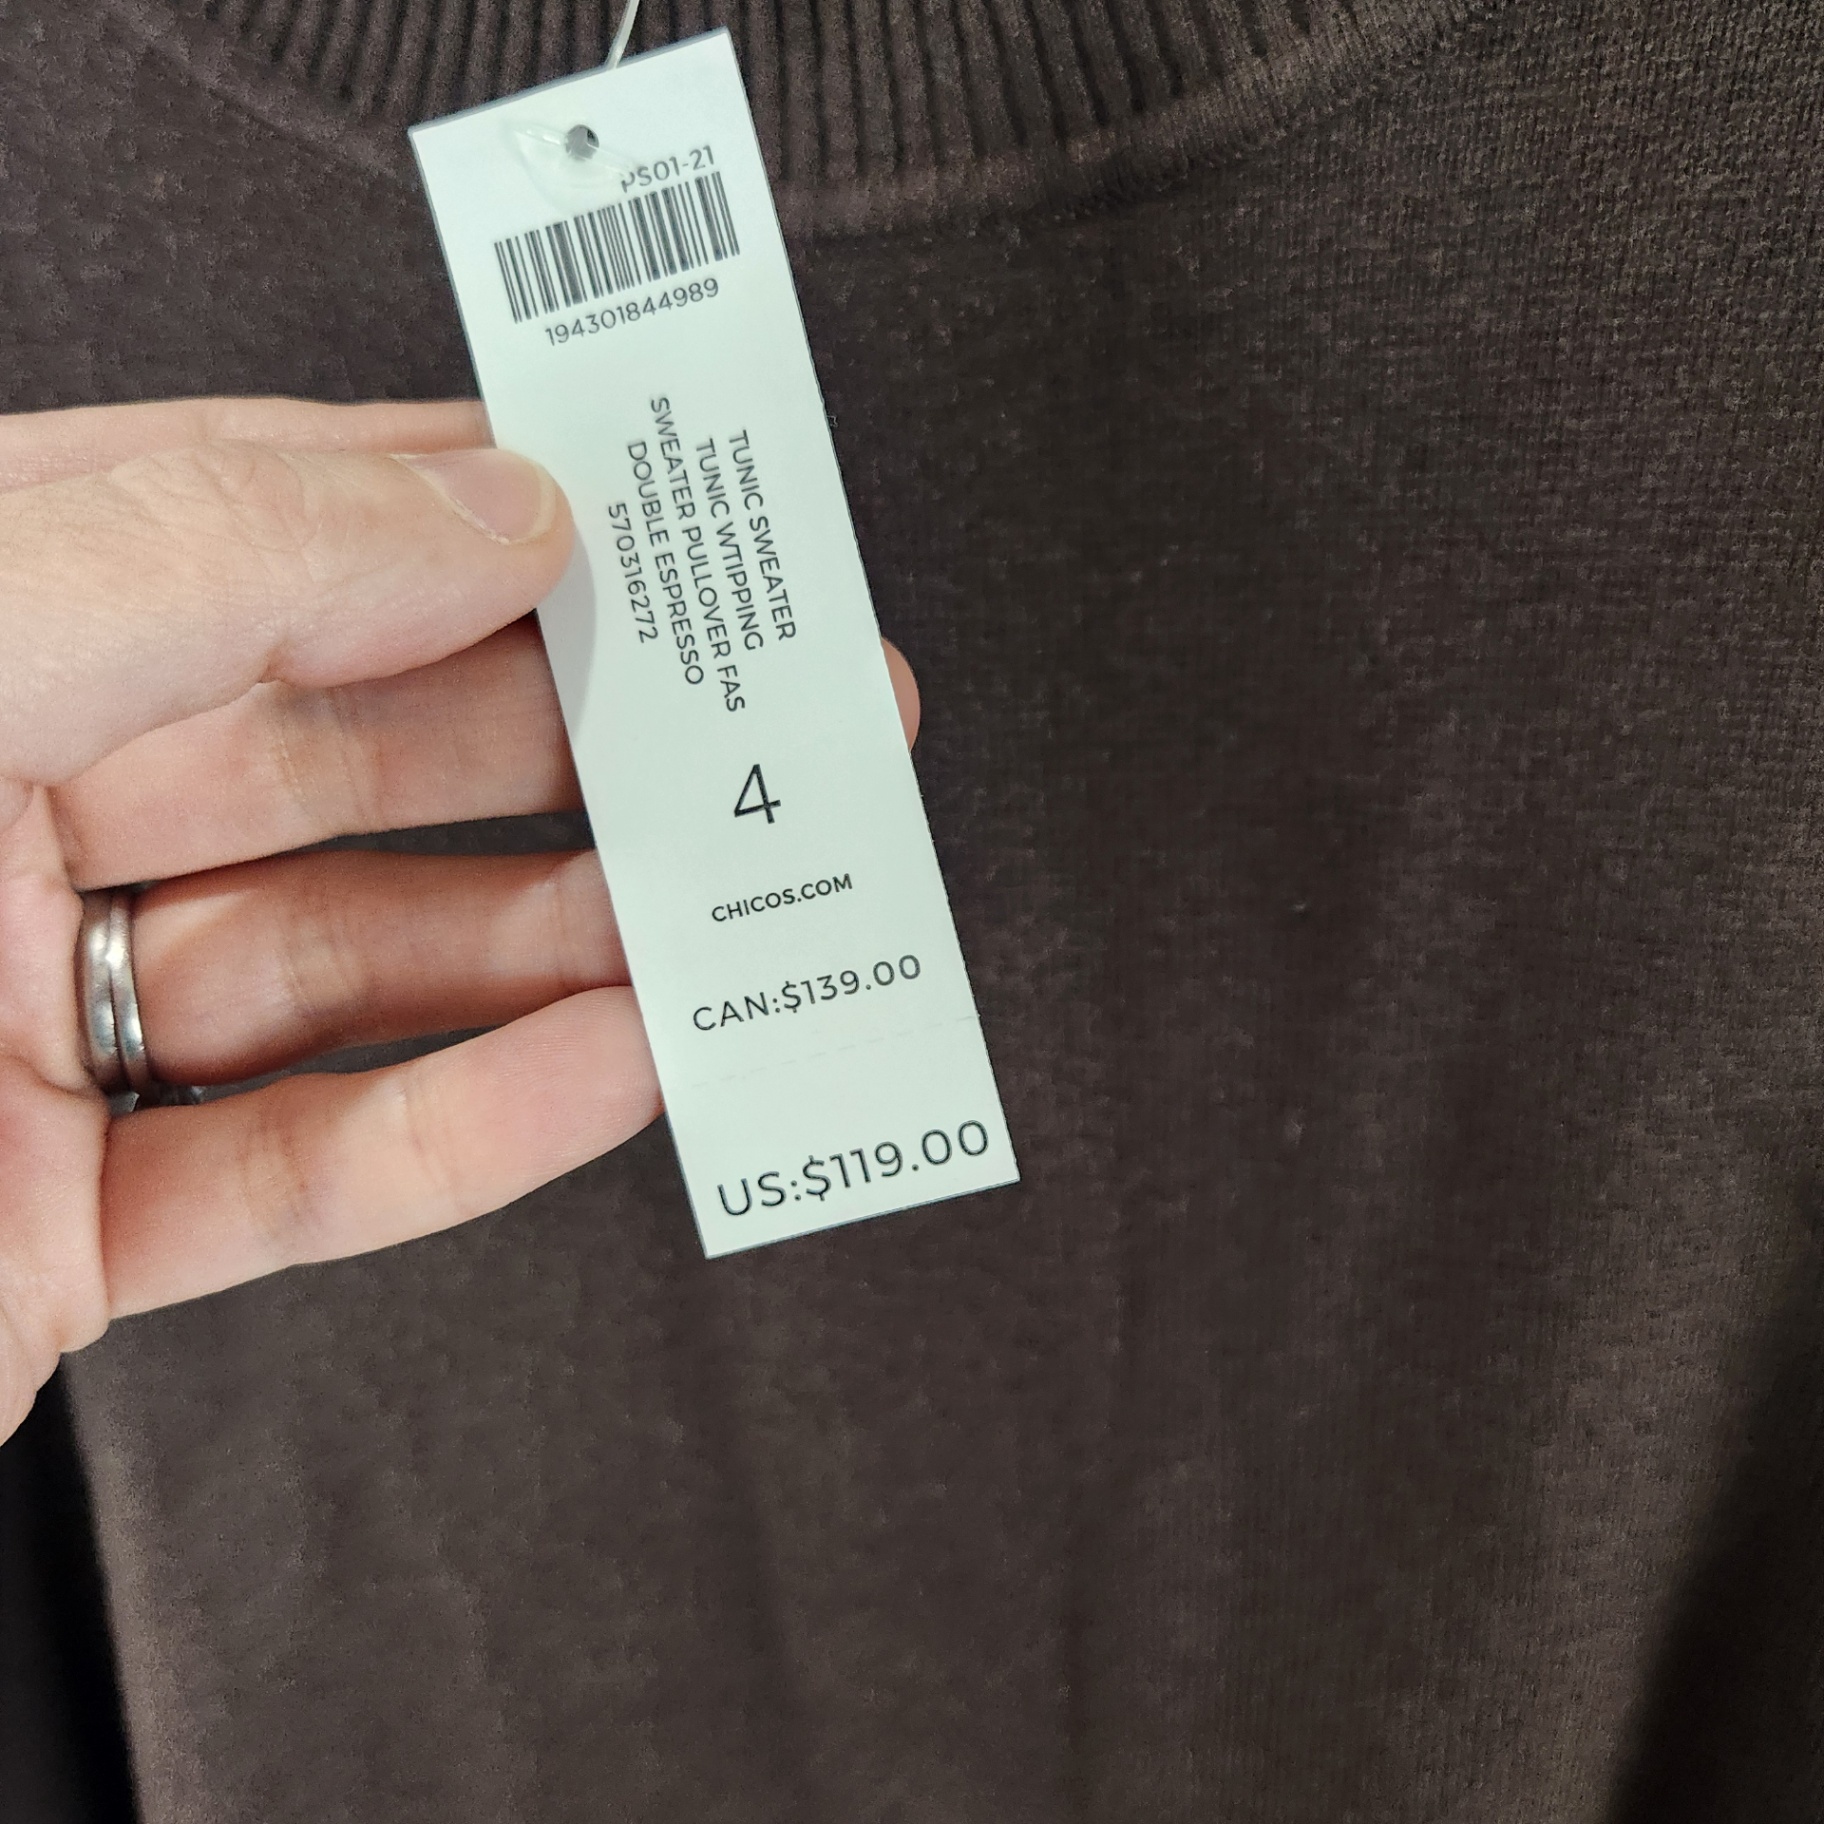 PS01-21
194301844989
TUNIC SWEATER
TUNIC WTIPPING
SWEATER PULLOVER FAS
DOUBLE ESPRESSO
570316272
4
CHICOS.COM
CAN:$139.00
US:$119.00